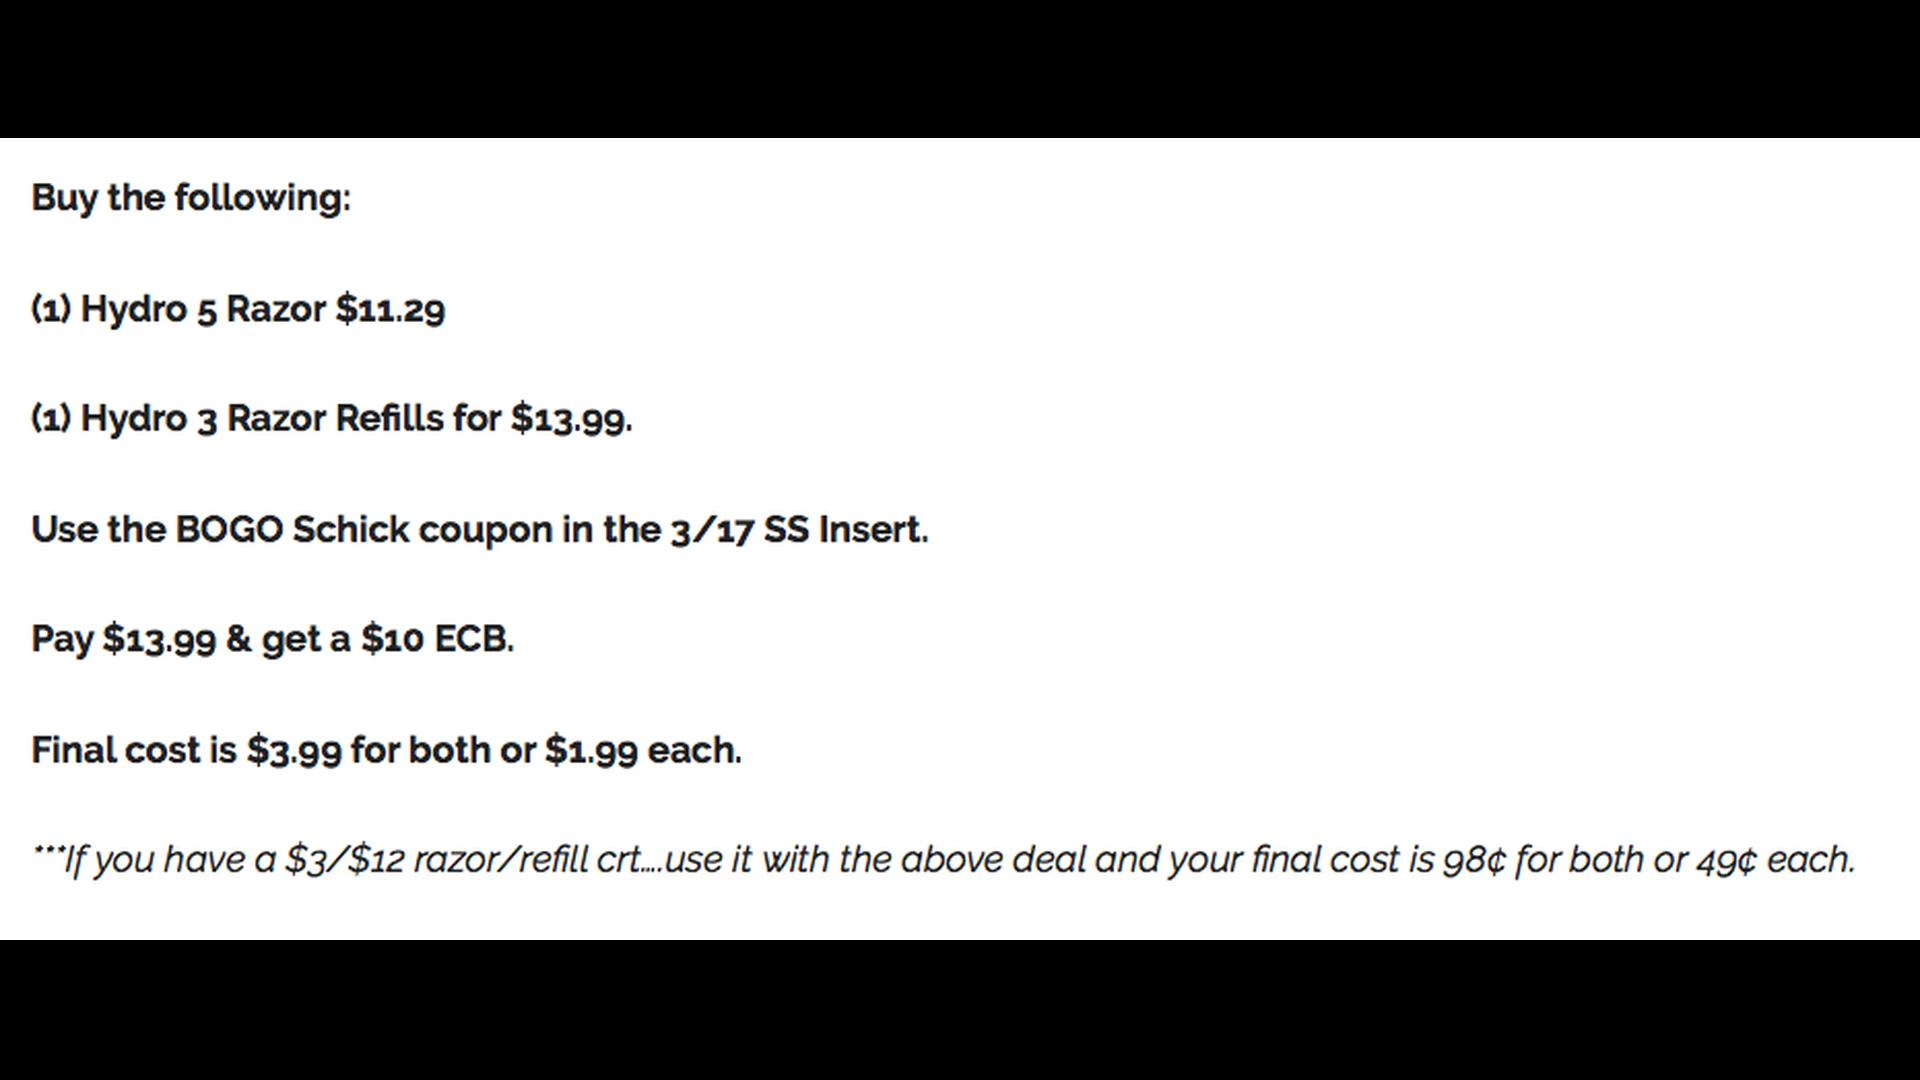 Buy the following:
(1) Hydro 5 Razor $11.29
(1) Hydro 3 Razor Refills for $13.99.
Use the BOGO Schick coupon in the 3/17 SS Insert.
Pay $13.99 & get a $10 ECB.
Final cost is $3.99 for both or $1.99 each.
***If you have a $3/$12 razor/refill crt....use it with the above deal and your final cost is 98¢ for both or 49¢ each.